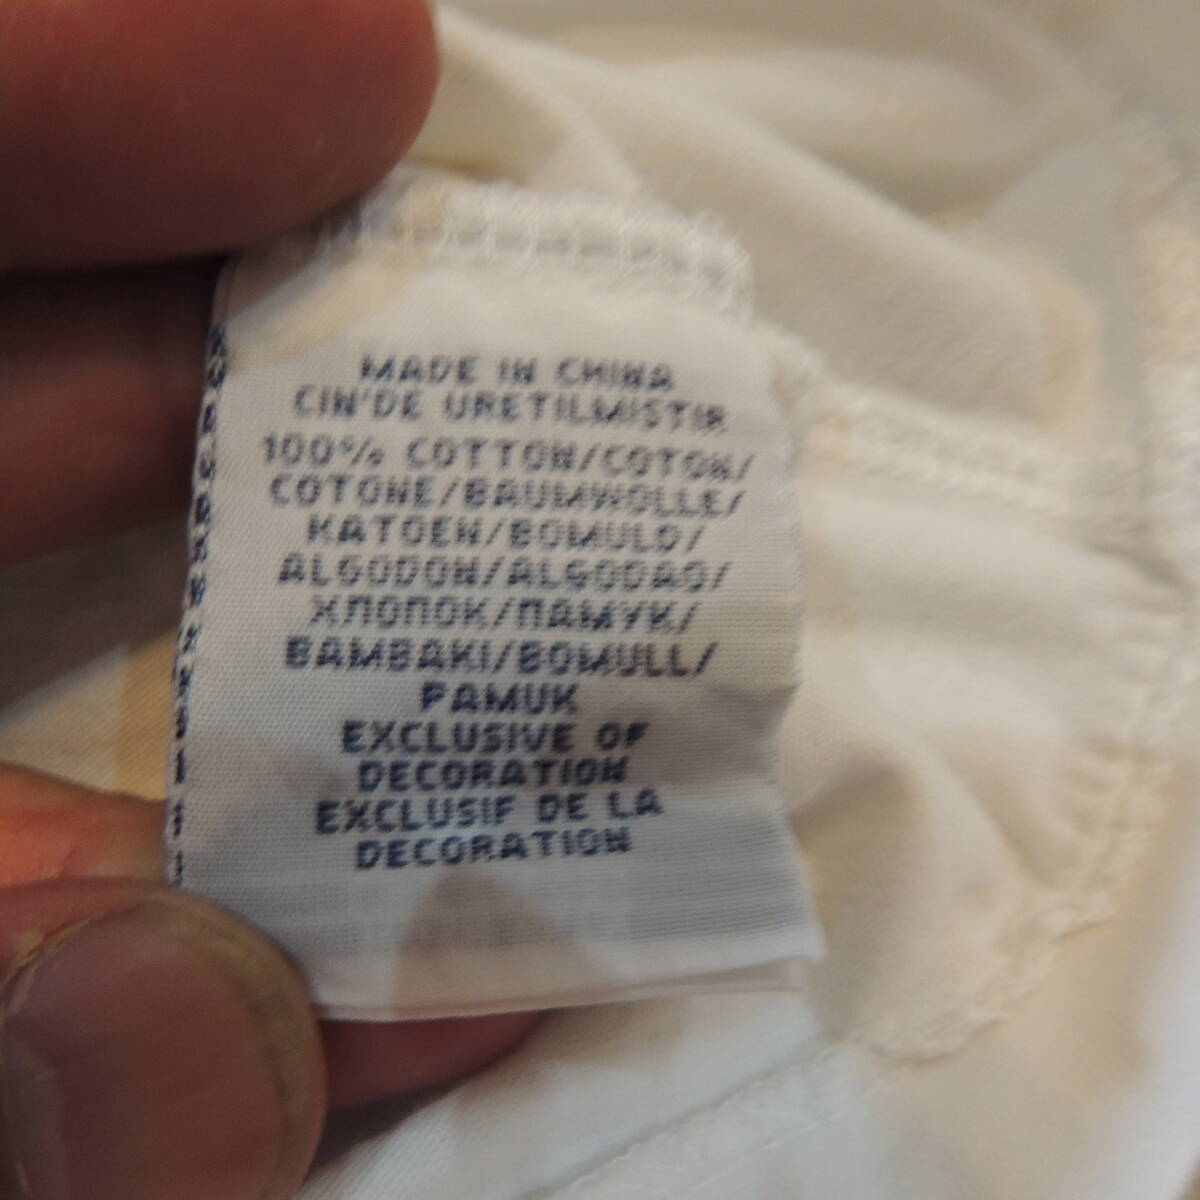 MADE IN CHINA
CIN'DE URETILMISTIR
100% COTTON/COTON/
COTONE/BAUMWOLLE/
KATOEN/BOMULD/
ALGODON/ALGODAO/
ХЛОПОК/ПАМУК/
BAMBAKI/BOMULL/
PAMUK
EXCLUSIVE OF
DECORATION
EXCLUSIF DE LA
DECORATION